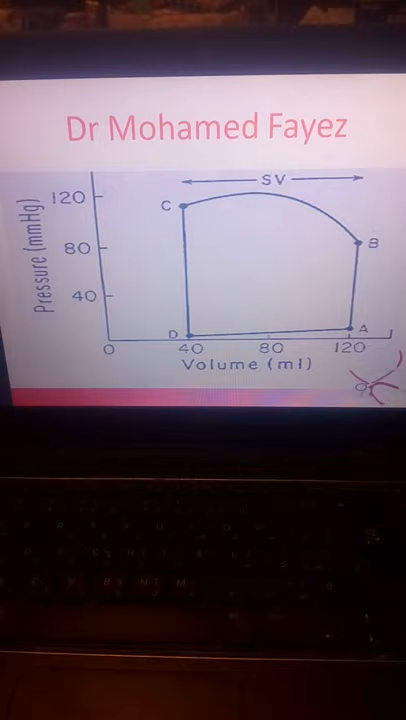 Dr Mohamed Fayez
SV
Pressure (mmHg)
120
80
40
C
B
D
A
0
40
80
120
Volume (ml)